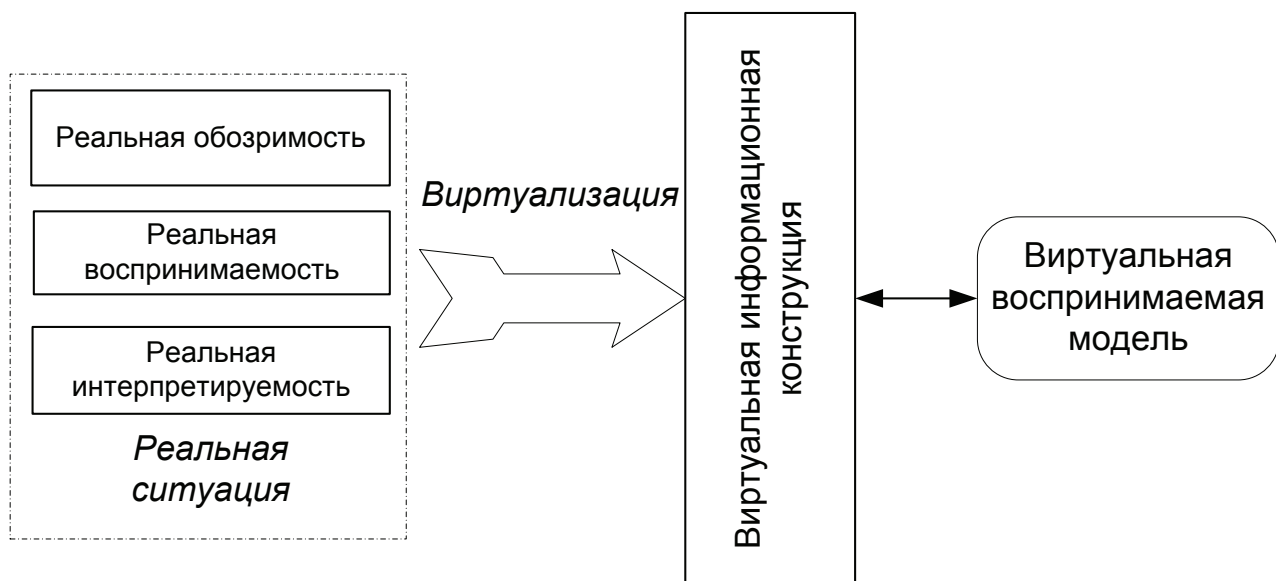 Реальная обозримость
Реальная
воспринимаемость
Реальная
интерпретируемость
Реальная
ситуация
Виртуализация
Виртуальная информационная
конструкция
Виртуальная
воспринимаемая
модель